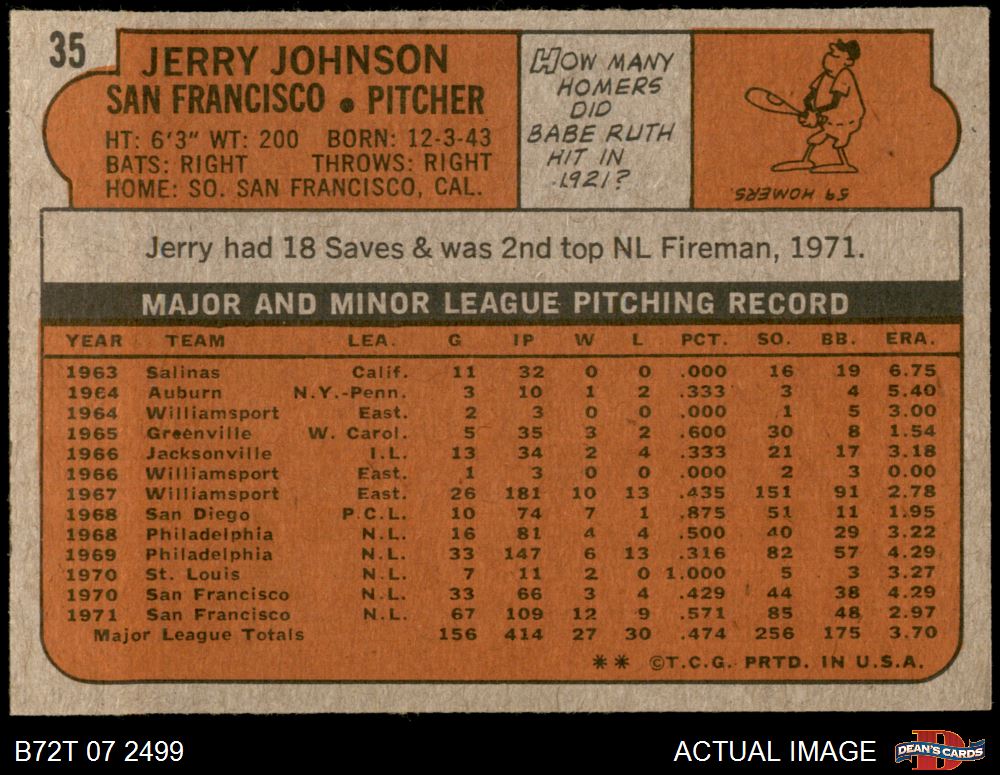 35
JERRY JOHNSON
SAN FRANCISCO • PITCHER
HT: 6'3" WT: 200 BORN: 12-3-43
BATS: RIGHT THROWS: RIGHT
HOME: SO. SAN FRANCISCO, CAL.
HOW MANY
HOMERS
DID
BABE RUTH
HIT IN
1921?
59 HOMERS.
Jerry had 18 Saves & was 2nd top NL Fireman, 1971.
MAJOR AND MINOR LEAGUE PITCHING RECORD
YEAR TEAM LEA. G IP W L PCT. SO. BB. ERA.
1963 Salinas Calif. 11 32 0 0 .000 16 19 6.75
1964 Auburn N.Y.-Penn. 3 10 1 2 .333 3 4 5.40
1964 Williamsport East. 2 3 0 0 .000 1 5 3.00
1965 Greenville W. Carol. 5 35 3 2 .600 30 8 1.54
1966 Jacksonville I.L. 13 34 2 4 .333 21 17 3.18
1966 Williamsport East. 1 3 0 0 .000 2 3 0.00
1967 Williamsport East. 26 181 10 13 .435 151 91 2.78
1968 San Diego P.C.L. 10 74 7 1 .875 51 11 1.95
1968 Philadelphia N.L. 16 81 4 4 .500 40 29 3.22
1969 Philadelphia N.L. 33 147 6 13 .316 82 57 4.29
1970 St. Louis N.L. 7 11 2 0 1.000 5 3 3.27
1970 San Francisco N.L. 33 66 3 4 .429 44 38 4.29
1971 San Francisco N.L. 67 109 12 9 .571 85 48 2.97
Major League Totals 156 414 27 30 .474 256 175 3.70
** ©T.C.G. PRTD. IN U.S.A.
B72T 07 2499
ACTUAL IMAGE
D
DEAN'S CARDS